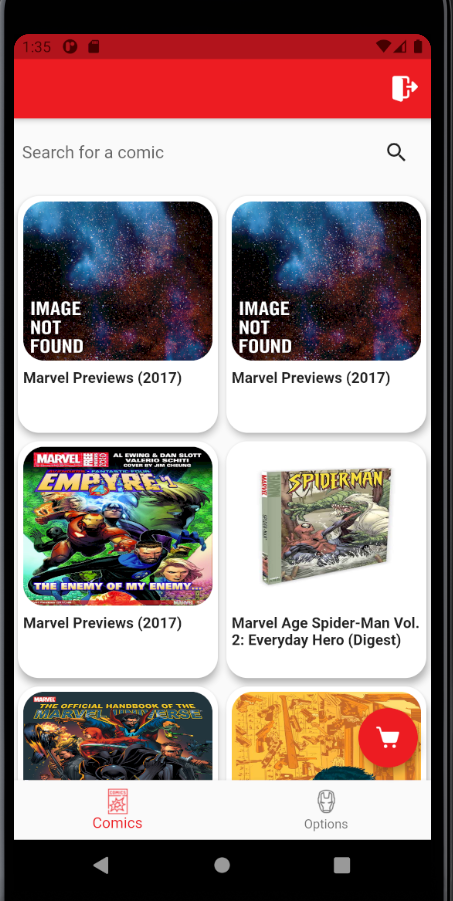 1:35
Search for a comic
IMAGE
NOT
FOUND
Marvel Previews (2017)
IMAGE
NOT
FOUND
Marvel Previews (2017)
MARVEL
AL EWING & DAN SLOTT
VALERIO SCHITI
COVER BY JIM CHEUNG
EMPYRE
THE ENEMY OF MY ENEMY...
Marvel Previews (2017)
SPIDER-MAN
Marvel Age Spider-Man Vol.
2: Everyday Hero (Digest)
MARVEL
THE OFFICIAL HANDBOOK OF THE
MARVEL UNIVERSE
Comics
Options